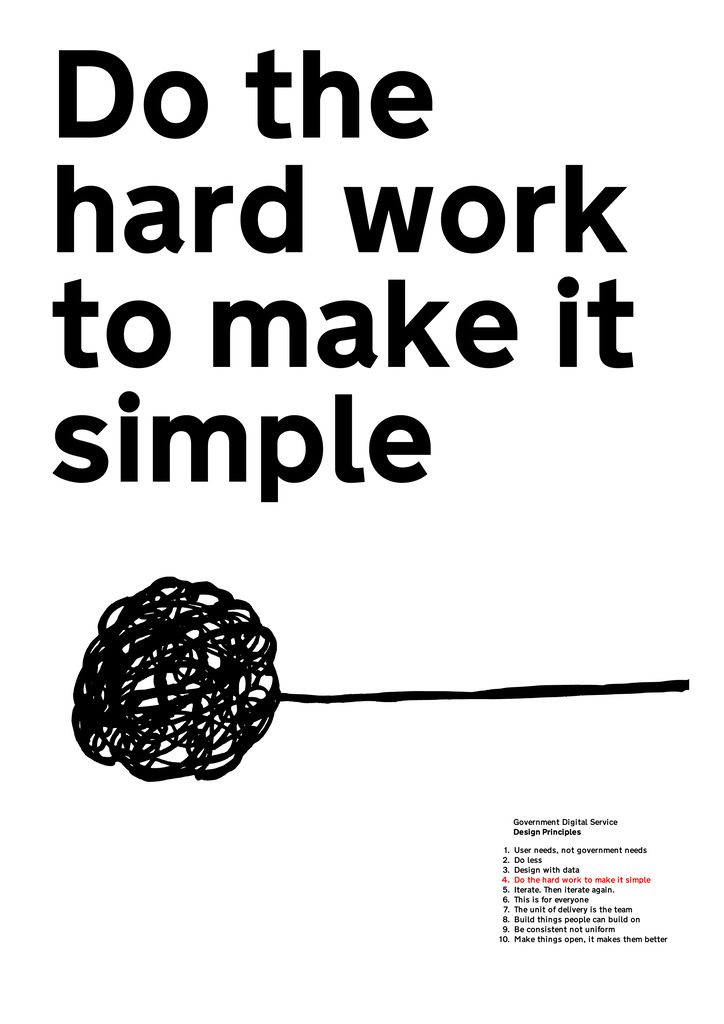 Do the
hard work
to make it
simple
Government Digital Service
Design Principles
1. User needs, not government needs
2. Do less
3. Design with data
4. Do the hard work to make it simple
5. Iterate. Then iterate again.
6. This is for everyone
7. The unit of delivery is the team
8. Build things people can build on
9. Be consistent not uniform
10. Make things open, it makes them better